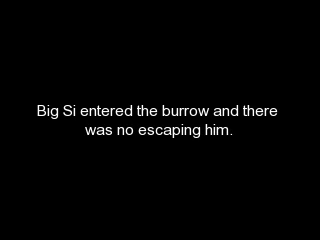 Big Si entered the burrow and there
was no escaping him.